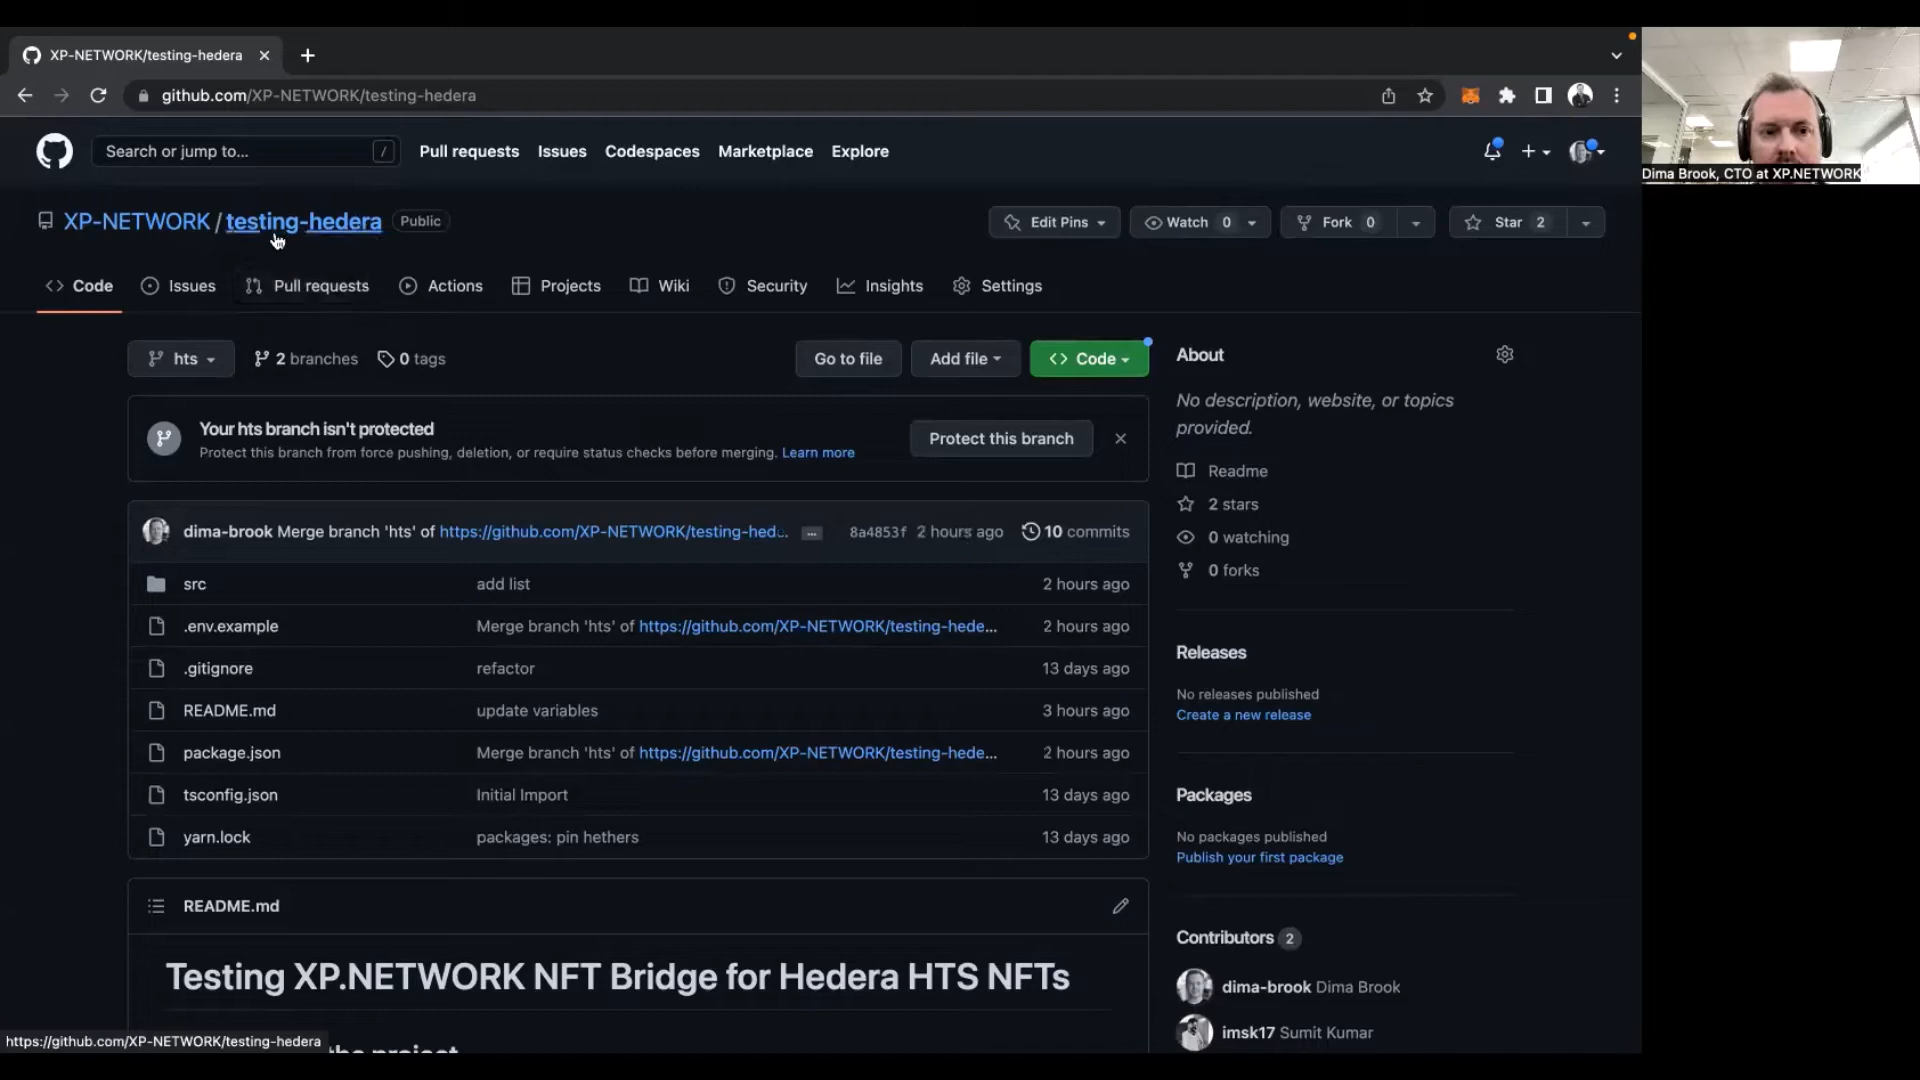 XP-NETWORK/testing-hedera
github.com/XP-NETWORK/testing-hedera
Dima Brook, CTO at XP.NETWORK
Search or jump to... /
Pull requests Issues Codespaces Marketplace Explore
XP-NETWORK / testing-hedera Public
Edit Pins Watch 0 Fork 0 Star 2
Code Issues Pull requests Actions Projects Wiki Security Insights Settings
hts 2 branches 0 tags Go to file Add file Code
Your hts branch isn't protected
Protect this branch from force pushing, deletion, or require status checks before merging. Learn more
Protect this branch
dima-brook Merge branch 'hts' of https://github.com/XP-NETWORK/testing-hed… ... 8a4853f 2 hours ago 10 commits
src add list 2 hours ago
.env.example Merge branch 'hts' of https://github.com/XP-NETWORK/testing-hede... 2 hours ago
.gitignore refactor 13 days ago
README.md update variables 3 hours ago
package.json Merge branch 'hts' of https://github.com/XP-NETWORK/testing-hede... 2 hours ago
tsconfig.json Initial Import 13 days ago
yarn.lock packages: pin hethers 13 days ago
README.md
Testing XP.NETWORK NFT Bridge for Hedera HTS NFTs
the project
About
No description, website, or topics
provided.
Readme
2 stars
0 watching
0 forks
Releases
No releases published
Create a new release
Packages
No packages published
Publish your first package
Contributors 2
dima-brook Dima Brook
imsk17 Sumit Kumar
https://github.com/XP-NETWORK/testing-hedera